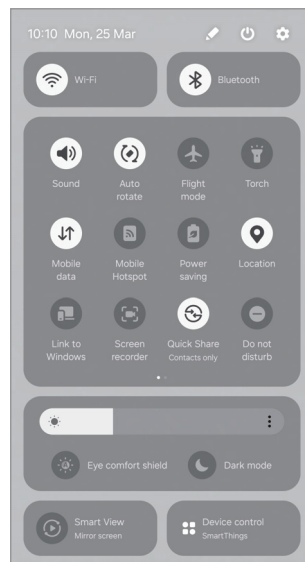 10:10 Mon, 25 Mar
Wi-Fi
Bluetooth
Sound
Auto
rotate
Flight
mode
Torch
Mobile
data
Mobile
Hotspot
Power
saving
Location
Link to
Windows
Screen
recorder
Quick Share
Contacts only
Do not
disturb
Eye comfort shield
Dark mode
Smart View
Mirror screen
Device control
SmartThings